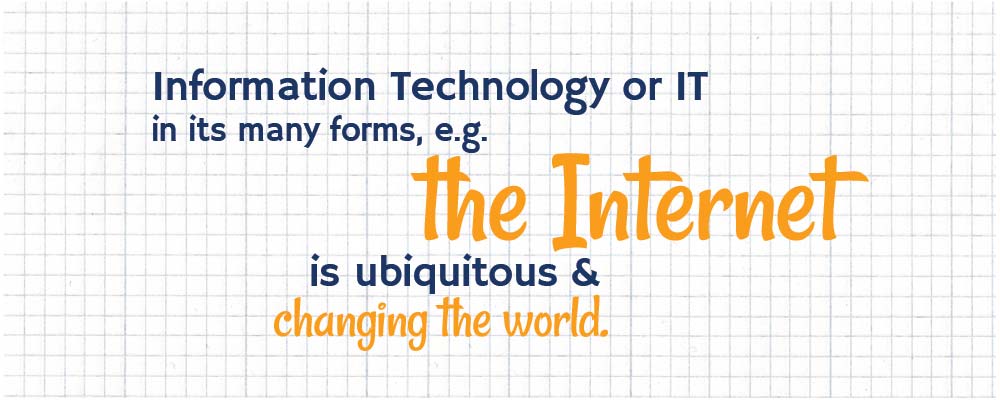 Information Technology or IT
in its many forms, e.g.
the Internet
is ubiquitous &
changing the world.